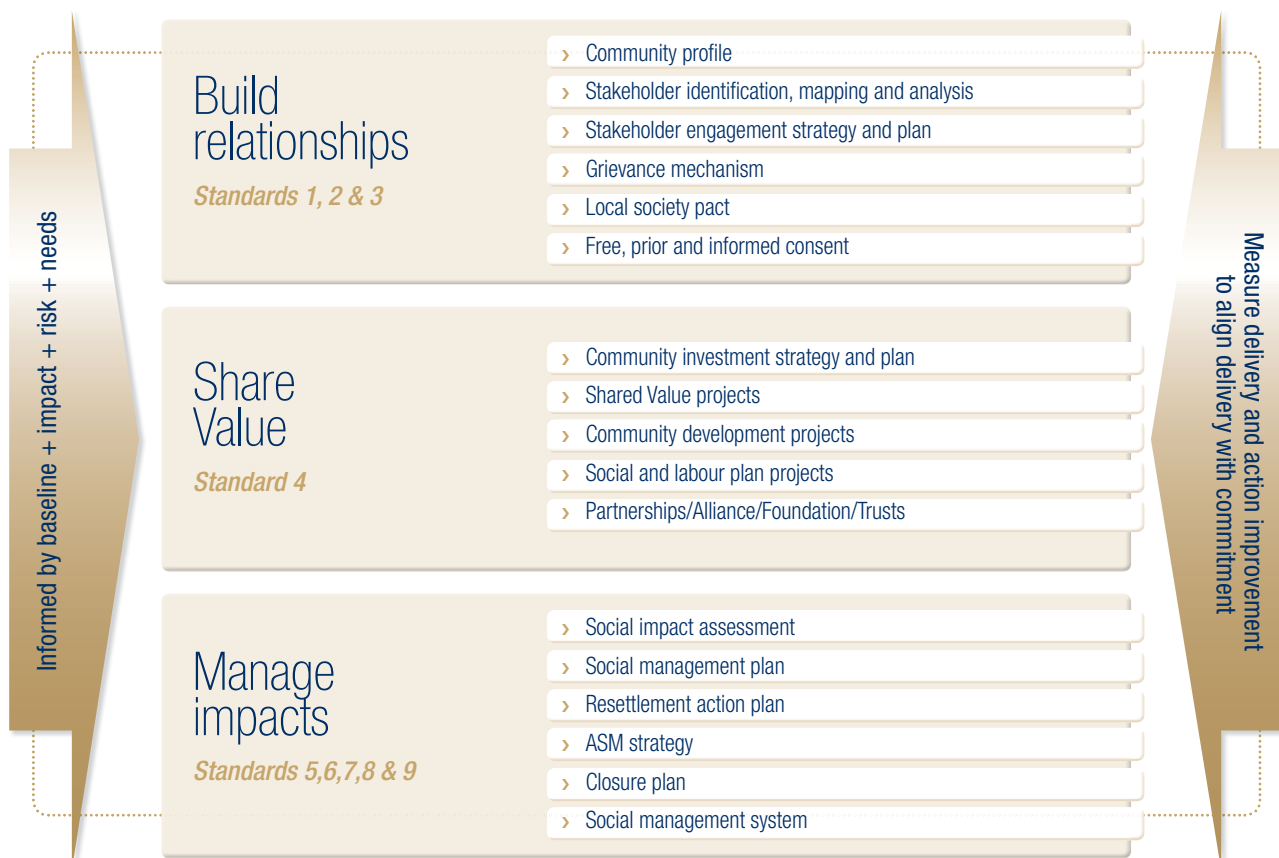 Informed by baseline + impact + risk + needs
Build
relationships
Standards 1, 2 & 3
› Community profile
› Stakeholder identification, mapping and analysis
› Stakeholder engagement strategy and plan
› Grievance mechanism
› Local society pact
› Free, prior and informed consent
Share
Value
Standard 4
› Community investment strategy and plan
› Shared Value projects
› Community development projects
› Social and labour plan projects
› Partnerships/Alliance/Foundation/Trusts
Manage
impacts
Standards 5,6,7,8 & 9
› Social impact assessment
› Social management plan
› Resettlement action plan
› ASM strategy
› Closure plan
› Social management system
Measure delivery and action improvement
to align delivery with commitment